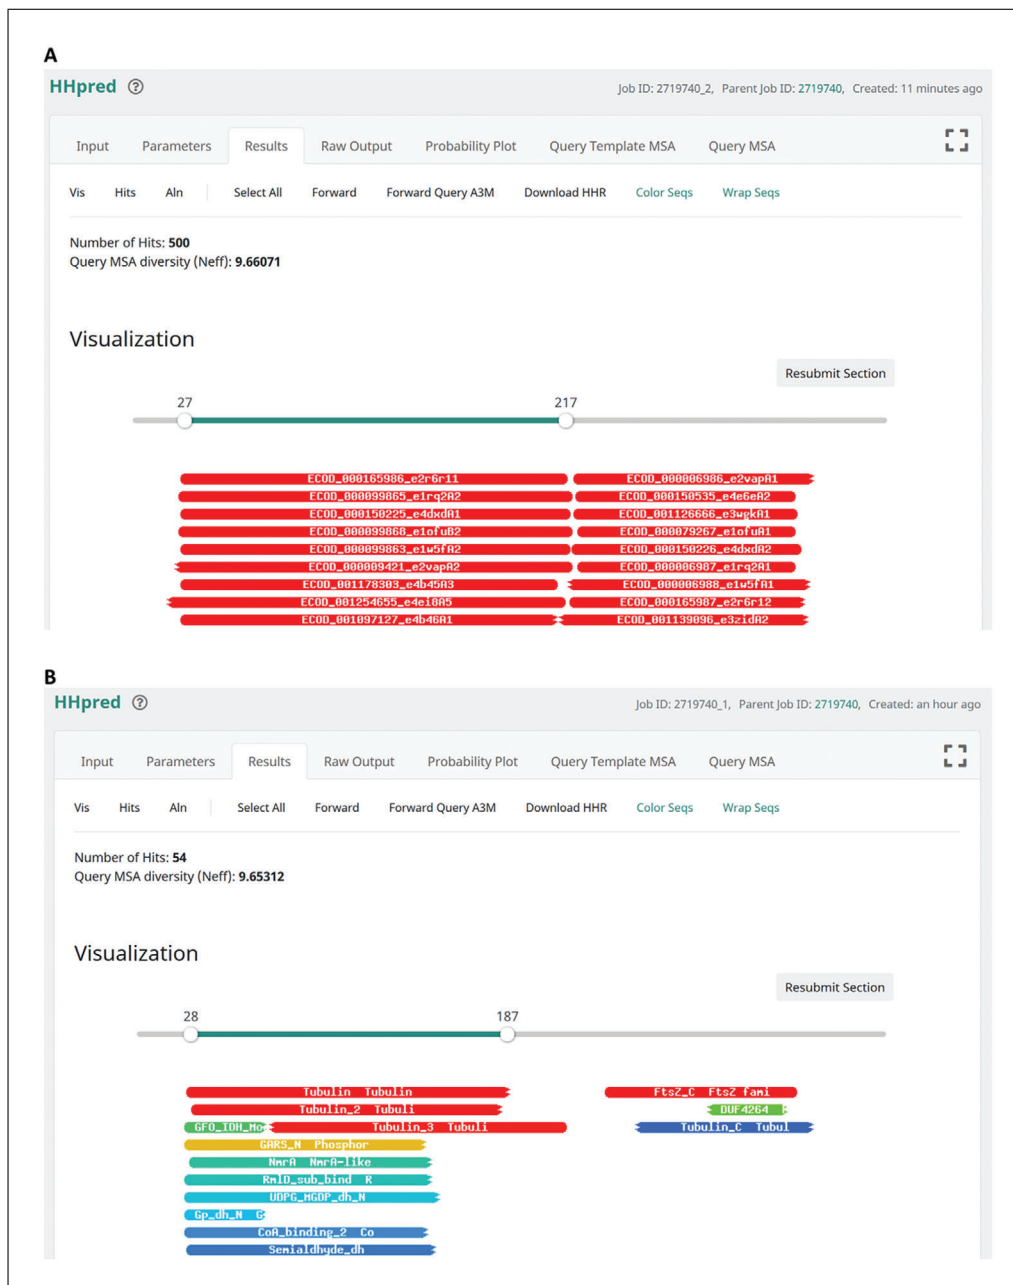 A
HHpred ?
Job ID: 2719740_2, Parent Job ID: 2719740, Created: 11 minutes ago
Input Parameters Results Raw Output Probability Plot Query Template MSA Query MSA
Vis Hits Aln Select All Forward Forward Query A3M Download HHR Color Seqs Wrap Seqs
Number of Hits: 500
Query MSA diversity (Neff): 9.66071
Visualization
Resubmit Section
27 217
ECOD_000165986_e2r6r11 ECOD_000006986_e2vapA1
ECOD_000099865_e1rq2A2 ECOD_000150535_e4e6eA2
ECOD_000150225_e4dxdA1 ECOD_001126666_e3wgkA1
ECOD_000099868_e1ofuB2 ECOD_000079267_e1ofuA1
ECOD_000099863_e1w5fA2 ECOD_000150226_e4dxdA2
ECOD_000009421_e2vapA2 ECOD_000006987_e1rq2A1
ECOD_001178303_e4b45A3 ECOD_000006988_e1w5fA1
ECOD_001254655_e4ei8A5 ECOD_000165987_e2r6r12
ECOD_001097127_e4b46A1 ECOD_001139096_e3zidA2
B
HHpred ?
Job ID: 2719740_1, Parent Job ID: 2719740, Created: an hour ago
Input Parameters Results Raw Output Probability Plot Query Template MSA Query MSA
Vis Hits Aln Select All Forward Forward Query A3M Download HHR Color Seqs Wrap Seqs
Number of Hits: 54
Query MSA diversity (Neff): 9.65312
Visualization
Resubmit Section
28 187
Tubulin Tubulin FtsZ_C FtsZ fami
Tubulin_2 Tubuli DUF4264
GFO_IDH_Mo Tubulin_3 Tubuli Tubulin_C Tubul
GARS_N Phosphor
NmrA NmrA-like
RmlD_sub_bind R
UDPG_MGDP_dh_N
Gp_dh_N G
CoA_binding_2 Co
Semialdhyde_dh